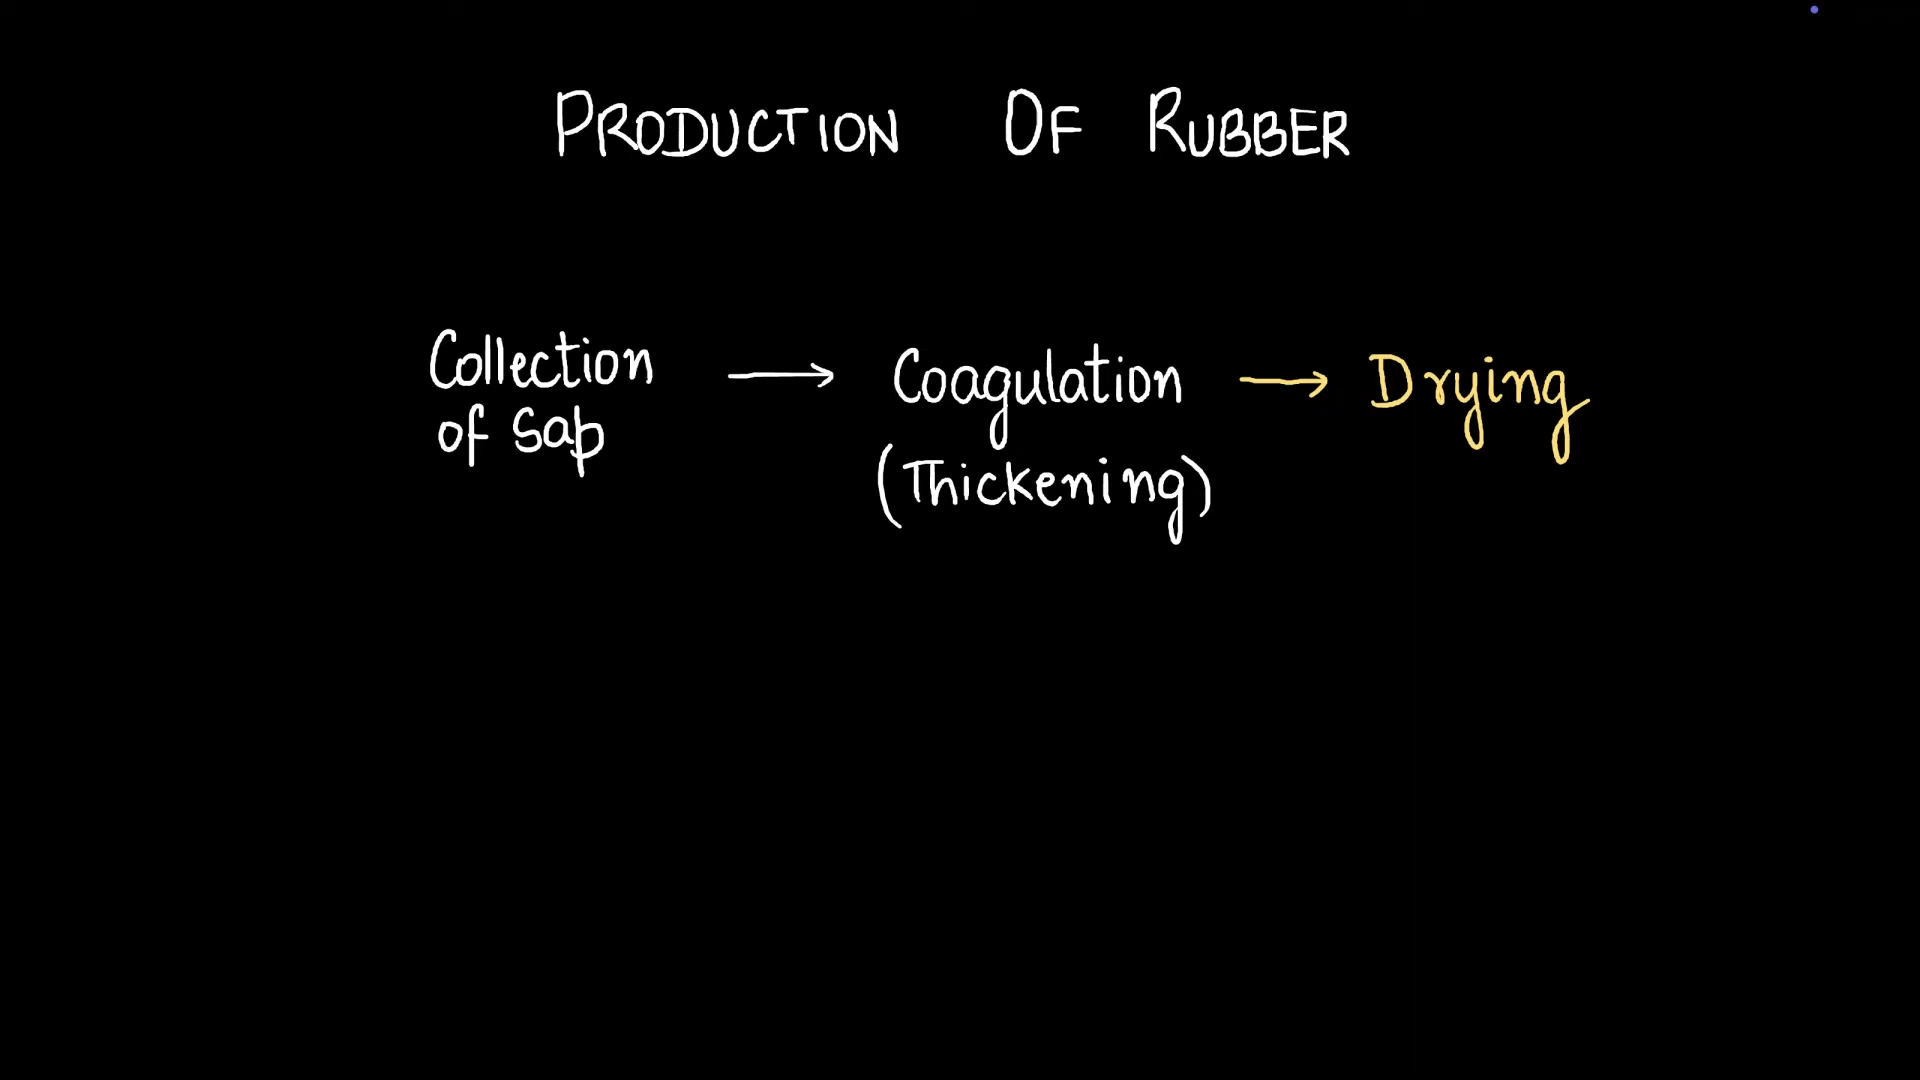 PRODUCTION OF RUBBER
Collection → Coagulation → Drying
of Sap
(Thickening)